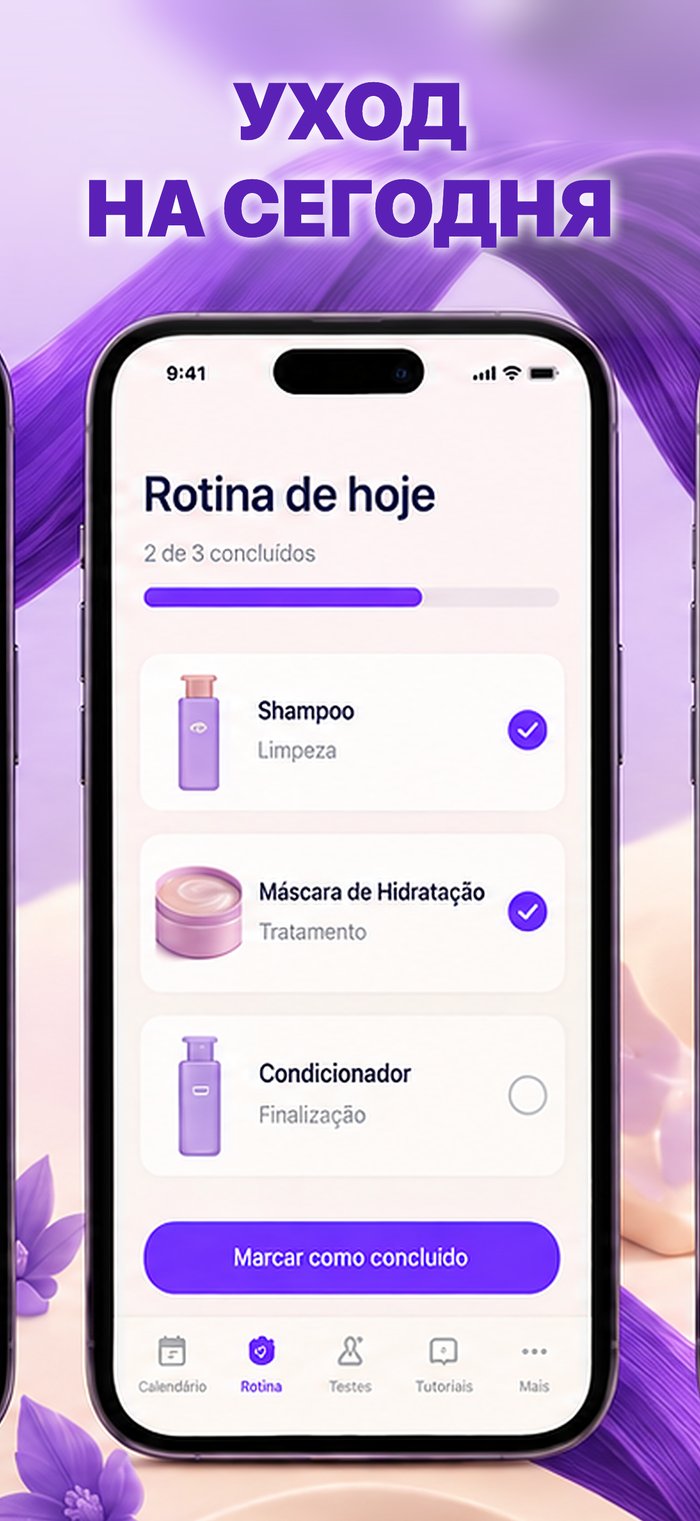 УХОД
НА СЕГОДНЯ
9:41
Rotina de hoje
2 de 3 concluídos
Shampoo
Limpeza
Máscara de Hidratação
Tratamento
Condicionador
Finalização
Marcar como concluído
Calendário
Rotina
Testes
Tutoriais
Mais